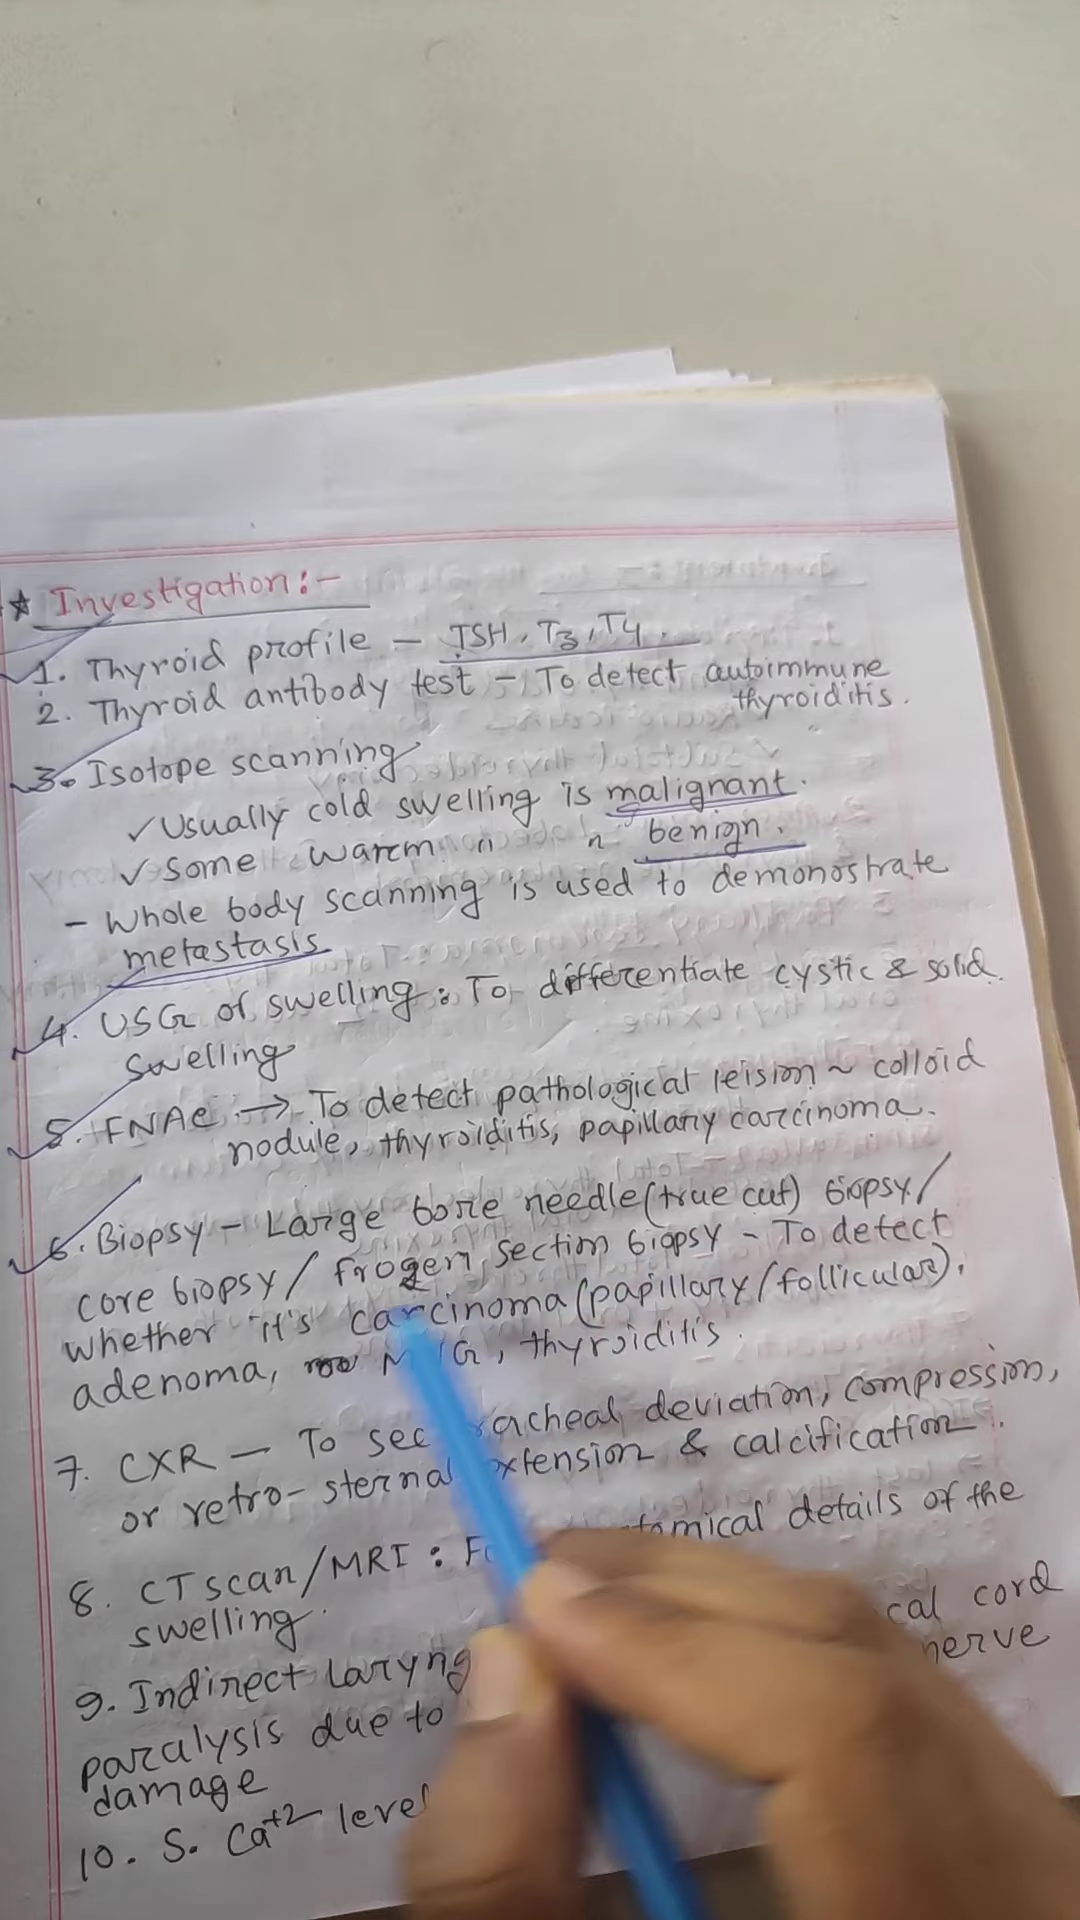 ★ Investigation:-
1. Thyroid profile - TSH, T3, T4.
2. Thyroid antibody test - To detect autoimmune
thyroiditis.
3. Isotope scanning
✓ Usually cold swelling is malignant.
✓ Some warm " " benign.
- Whole body scanning is used to demonostrate
metastasis
4. USG of swelling: To differentiate cystic & solid
swelling
5. FNAC → To detect pathological leision ~ colloid
nodule, thyroiditis, papillary carcinoma.
6. Biopsy - Large bore needle (true cut) biopsy/
core biopsy/ frozen section biopsy - To detect
whether it's carcinoma (papillary/follicular),
adenoma, thyroiditis.
7. CXR - To see deviation, compression,
or retro-sternal extension & calcification.
8. CT scan/MRI : details of the
swelling.
9. Indirect cord
paralysis due to nerve
damage
10. S. Ca+2 level